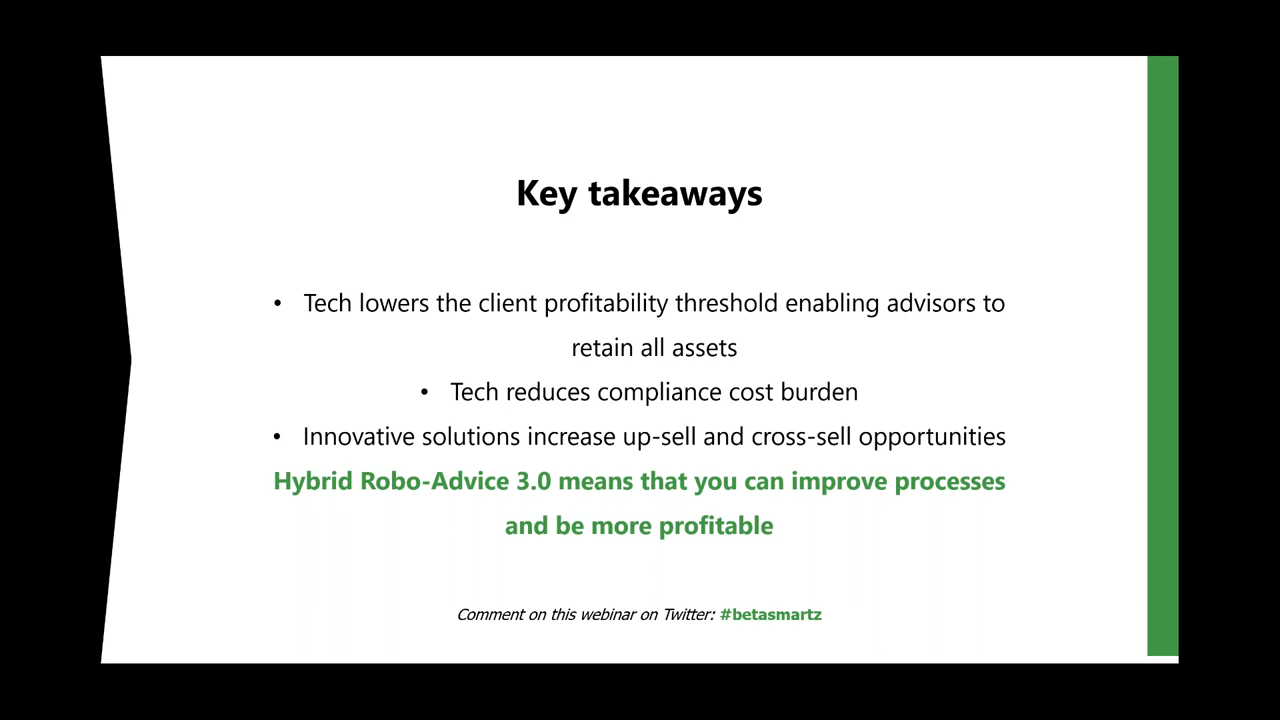 Key takeaways
• Tech lowers the client profitability threshold enabling advisors to
retain all assets
• Tech reduces compliance cost burden
• Innovative solutions increase up-sell and cross-sell opportunities
Hybrid Robo-Advice 3.0 means that you can improve processes
and be more profitable
Comment on this webinar on Twitter: #betasmartz